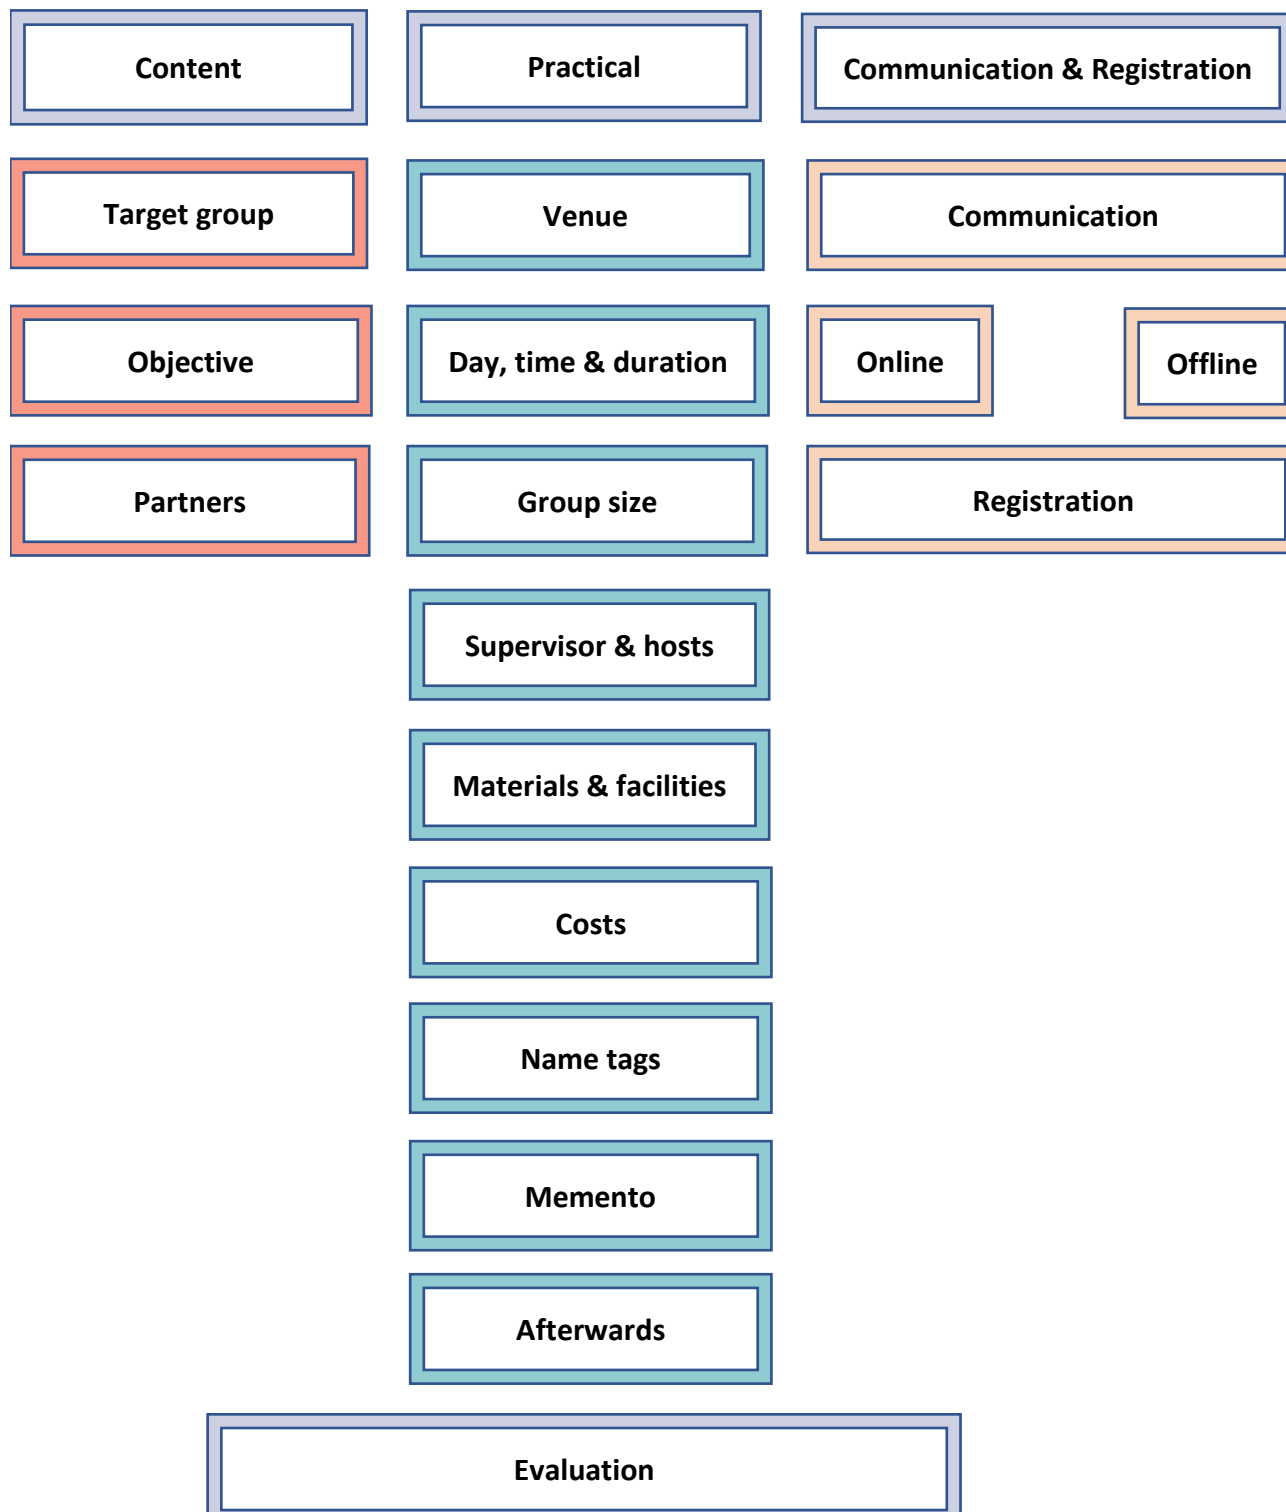 Content
Practical
Communication & Registration
Target group
Venue
Communication
Objective
Day, time & duration
Online
Offline
Partners
Group size
Registration
Supervisor & hosts
Materials & facilities
Costs
Name tags
Memento
Afterwards
Evaluation